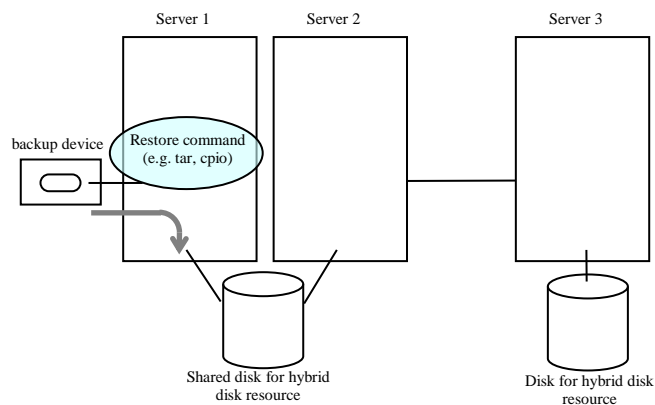 Server 1
Server 2
Server 3
backup device
Restore command
(e.g. tar, cpio)
Shared disk for hybrid
disk resource
Disk for hybrid disk
resource